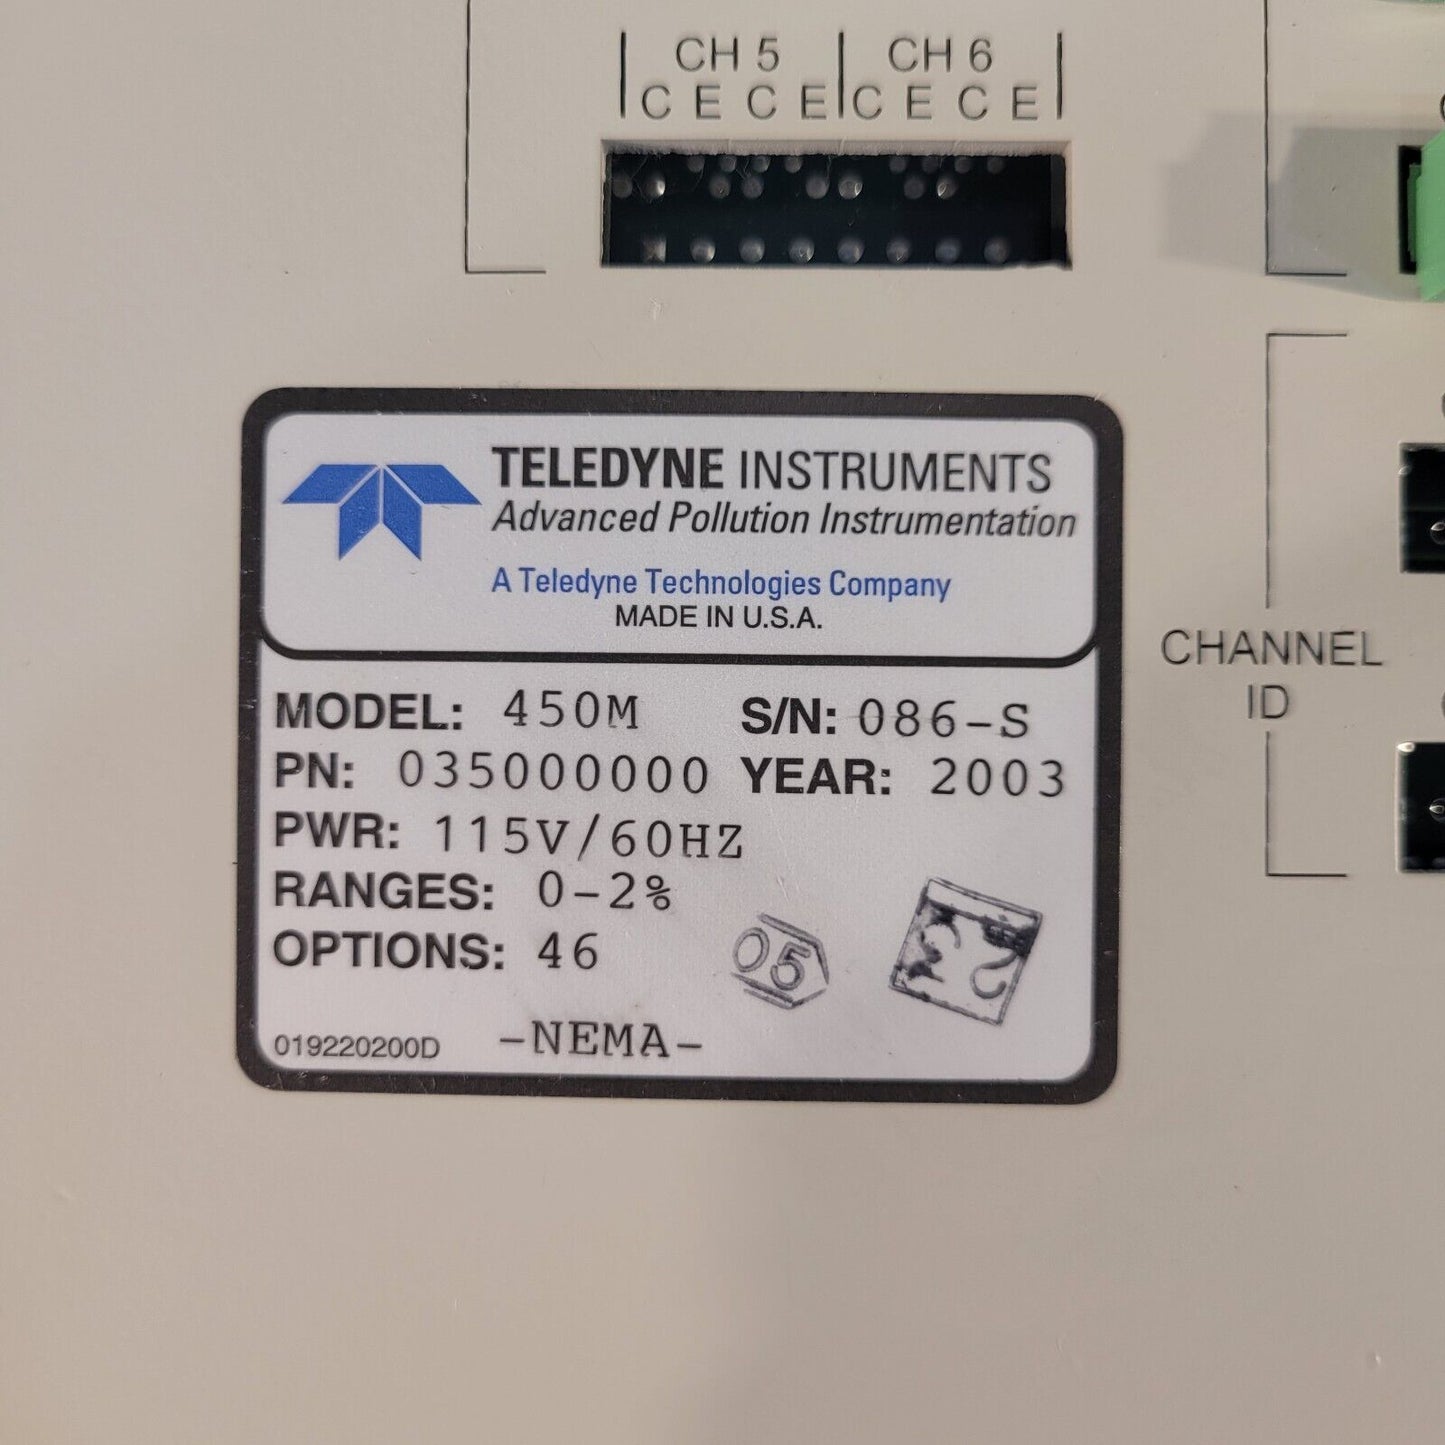 CH 5 CH 6
C E C E C E C E
TELEDYNE INSTRUMENTS
Advanced Pollution Instrumentation
A Teledyne Technologies Company
MADE IN U.S.A.
MODEL: 450M S/N: 086-S
PN: 035000000 YEAR: 2003
PWR: 115V/60HZ
RANGES: 0-2%
OPTIONS: 46
05
019220200D -NEMA-
CHANNEL
ID